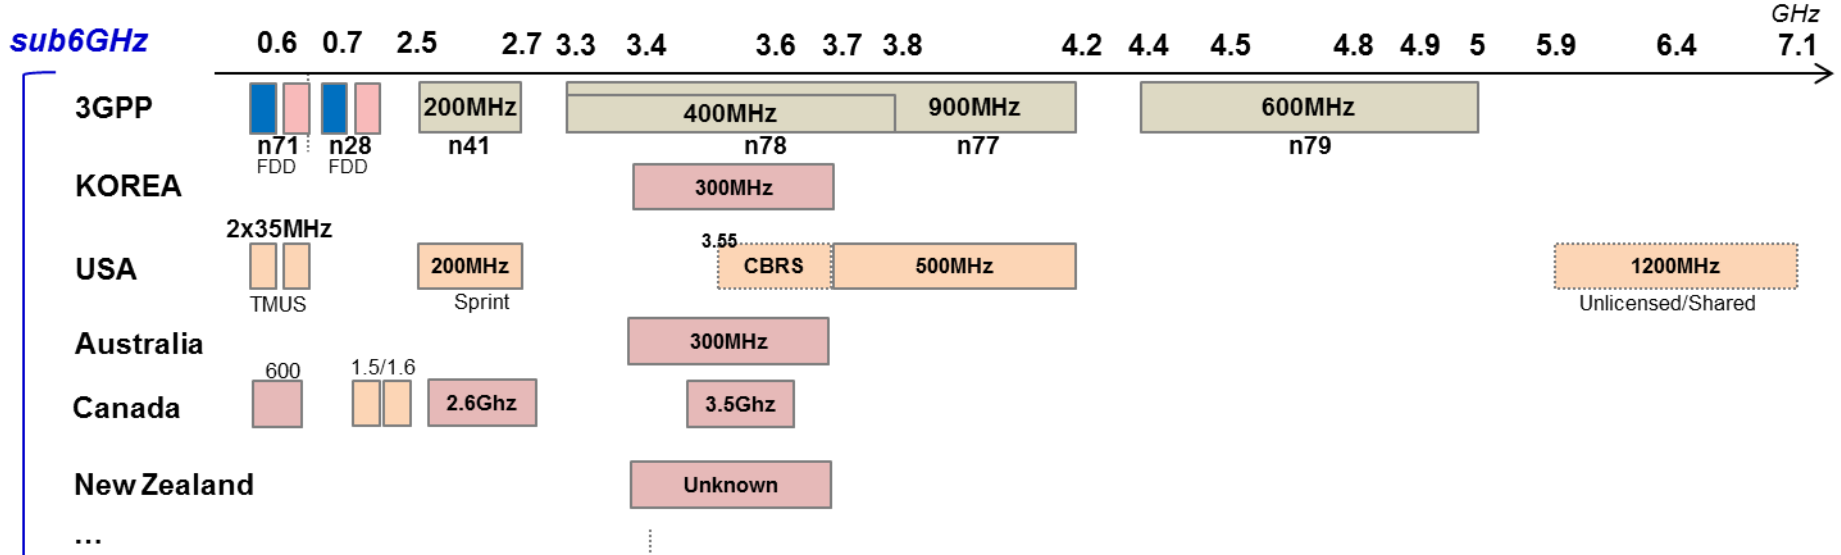 GHz
sub6GHz 0.6 0.7 2.5 2.7 3.3 3.4 3.6 3.7 3.8 4.2 4.4 4.5 4.8 4.9 5 5.9 6.4 7.1
3GPP 200MHz 400MHz 900MHz 600MHz
n71 n28 n41 n78 n77 n79
FDD FDD
KOREA 300MHz
2x35MHz
3.55
USA 200MHz CBRS 500MHz 1200MHz
TMUS Sprint Unlicensed/Shared
Australia 300MHz
600 1.5/1.6
Canada 2.6Ghz 3.5Ghz
New Zealand Unknown
...